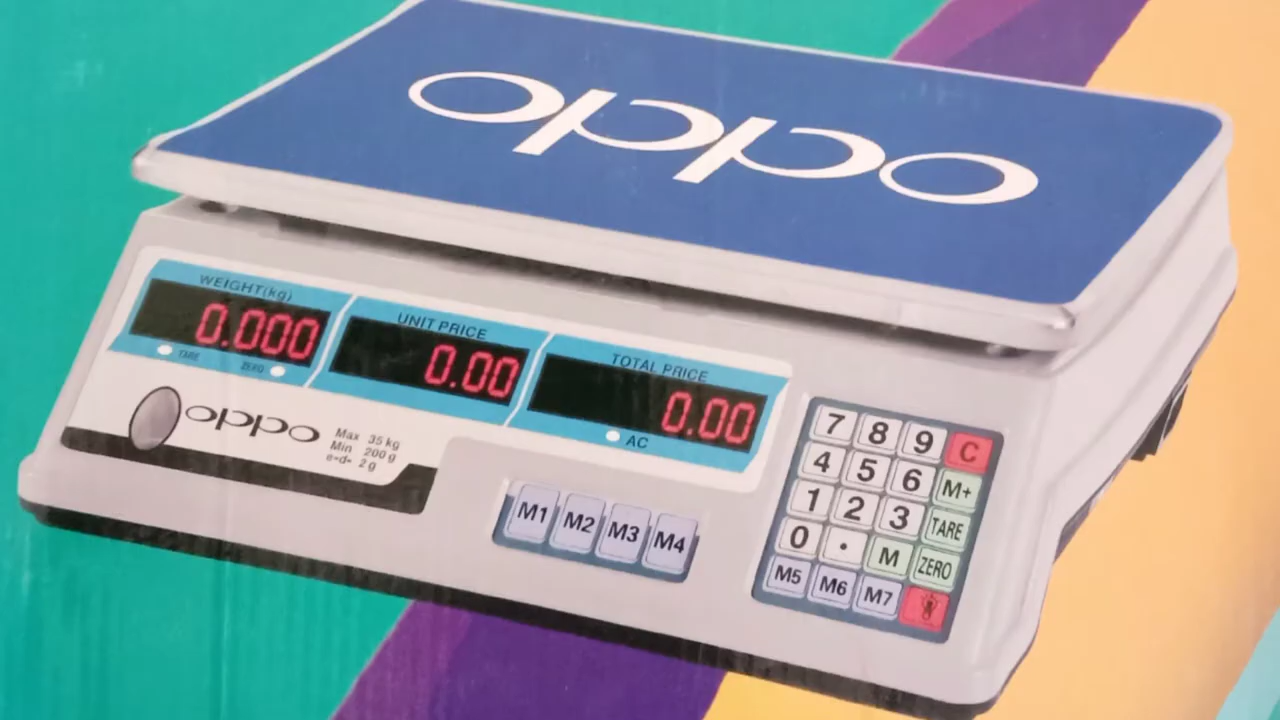 oppo
WEIGHT(kg)
0.000
TARE
ZERO
UNIT PRICE
0.00
TOTAL PRICE
0.00
AC
oppo
Max 35 kg
Min 200 g
e=d= 2 g
M1 M2 M3 M4
7 8 9 C
4 5 6 M+
1 2 3 TARE
0 . M ZERO
M5 M6 M7